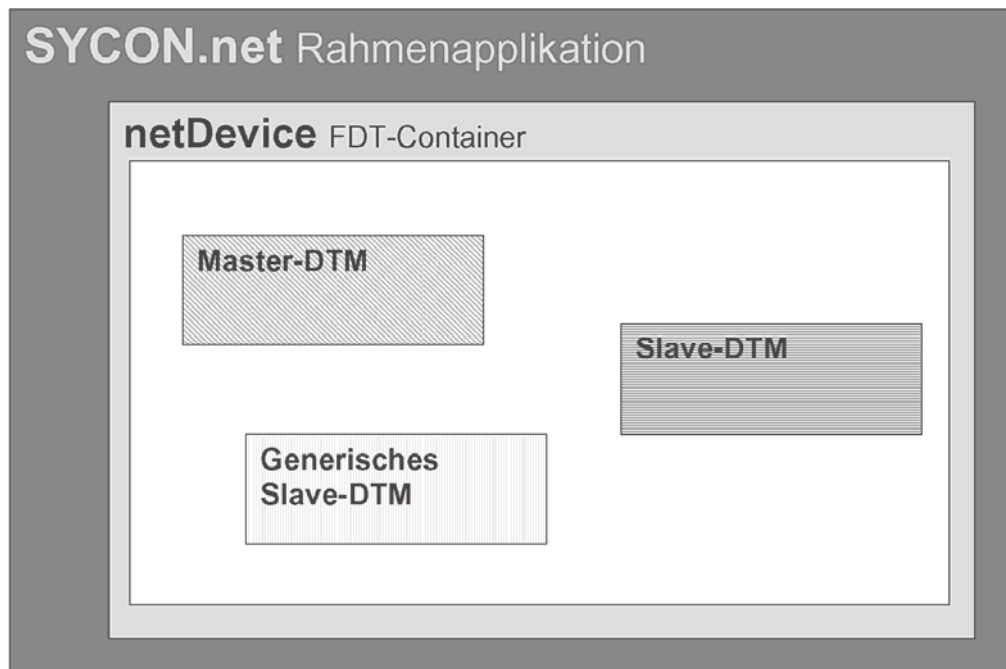 SYCON.net Rahmenapplikation
netDevice FDT-Container
Master-DTM
Slave-DTM
Generisches
Slave-DTM